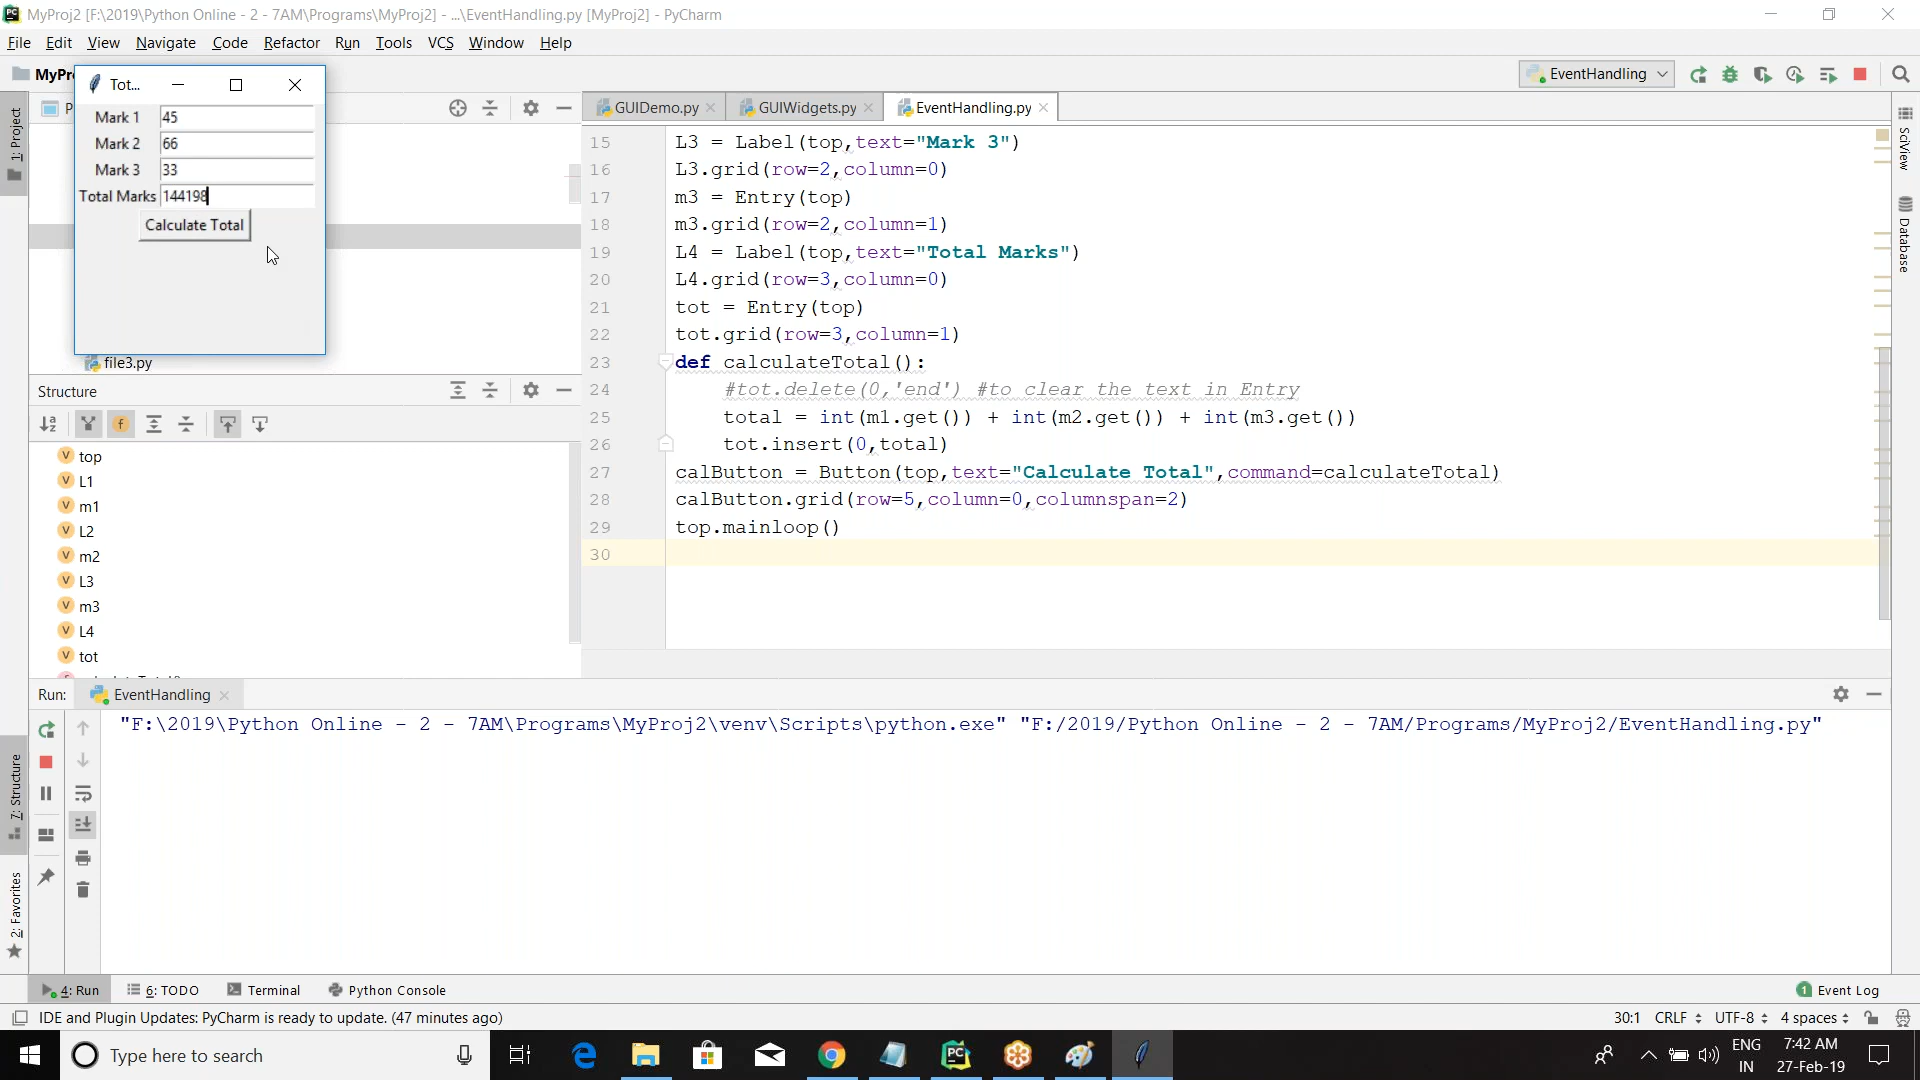 MyProj2 [F:\2019\Python Online - 2 - 7AM\Programs\MyProj2] - ...\EventHandling.py [MyProj2] - PyCharm
File Edit View Navigate Code Refactor Run Tools VCS Window Help
MyPr
EventHandling
Tot...
Mark 1 45
Mark 2 66
Mark 3 33
Total Marks 144198
Calculate Total
file3.py
1: Project
GUIDemo.py GUIWidgets.py EventHandling.py
15 L3 = Label(top,text="Mark 3")
16 L3.grid(row=2,column=0)
17 m3 = Entry(top)
18 m3.grid(row=2,column=1)
19 L4 = Label(top,text="Total Marks")
20 L4.grid(row=3,column=0)
21 tot = Entry(top)
22 tot.grid(row=3,column=1)
23 def calculateTotal():
24 #tot.delete(0,'end') #to clear the text in Entry
25 total = int(m1.get()) + int(m2.get()) + int(m3.get())
26 tot.insert(0,total)
27 calButton = Button(top,text="Calculate Total",command=calculateTotal)
28 calButton.grid(row=5,column=0,columnspan=2)
29 top.mainloop()
30
SciView
Database
Structure
top
L1
m1
L2
m2
L3
m3
L4
tot
Run: EventHandling
"F:\2019\Python Online - 2 - 7AM\Programs\MyProj2\venv\Scripts\python.exe" "F:/2019/Python Online - 2 - 7AM/Programs/MyProj2/EventHandling.py"
7: Structure
2: Favorites
4: Run 6: TODO Terminal Python Console
1 Event Log
IDE and Plugin Updates: PyCharm is ready to update. (47 minutes ago)
30:1 CRLF UTF-8 4 spaces
Type here to search
ENG
IN
7:42 AM
27-Feb-19